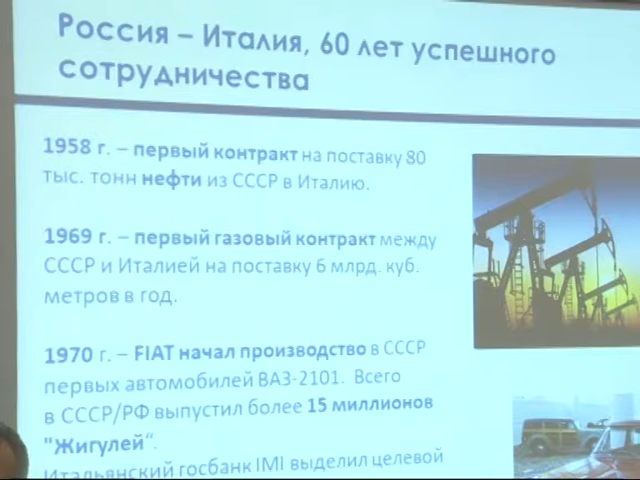 Россия – Италия, 60 лет успешного
сотрудничества
1958 г. – первый контракт на поставку 80
тыс. тонн нефти из СССР в Италию.
1969 г. – первый газовый контракт между
СССР и Италией на поставку 6 млрд. куб.
метров в год.
1970 г. – FIAT начал производство в СССР
первых автомобилей ВАЗ-2101. Всего
в СССР/РФ выпустил более 15 миллионов
"Жигулей“.
Итальянский госбанк IMI выделил целевой